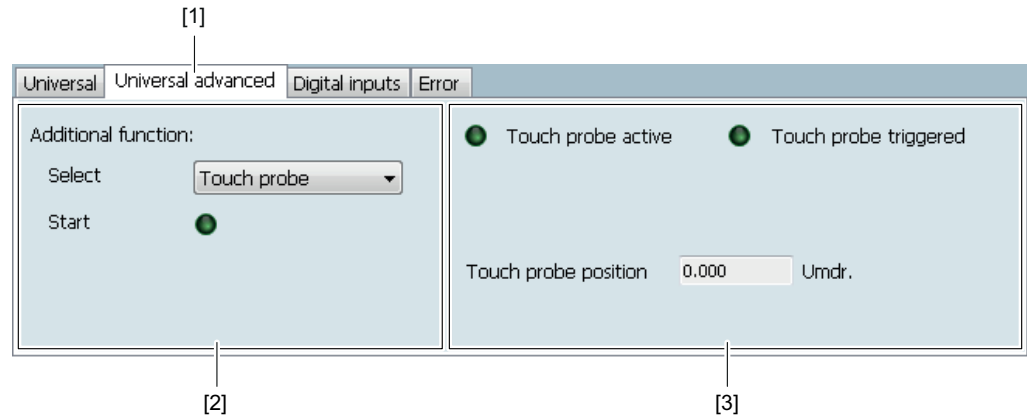 [1]
Universal Universal advanced Digital inputs Error
Additional function:
Select Touch probe
Start
Touch probe active Touch probe triggered
Touch probe position 0.000 Umdr.
[2] [3]